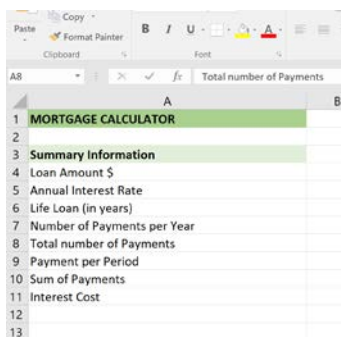 Copy
Paste
Format Painter
B I U A
Clipboard
Font
A8 fx Total number of Payments
A B
1 MORTGAGE CALCULATOR
2
3 Summary Information
4 Loan Amount $
5 Annual Interest Rate
6 Life Loan (in years)
7 Number of Payments per Year
8 Total number of Payments
9 Payment per Period
10 Sum of Payments
11 Interest Cost
12
13